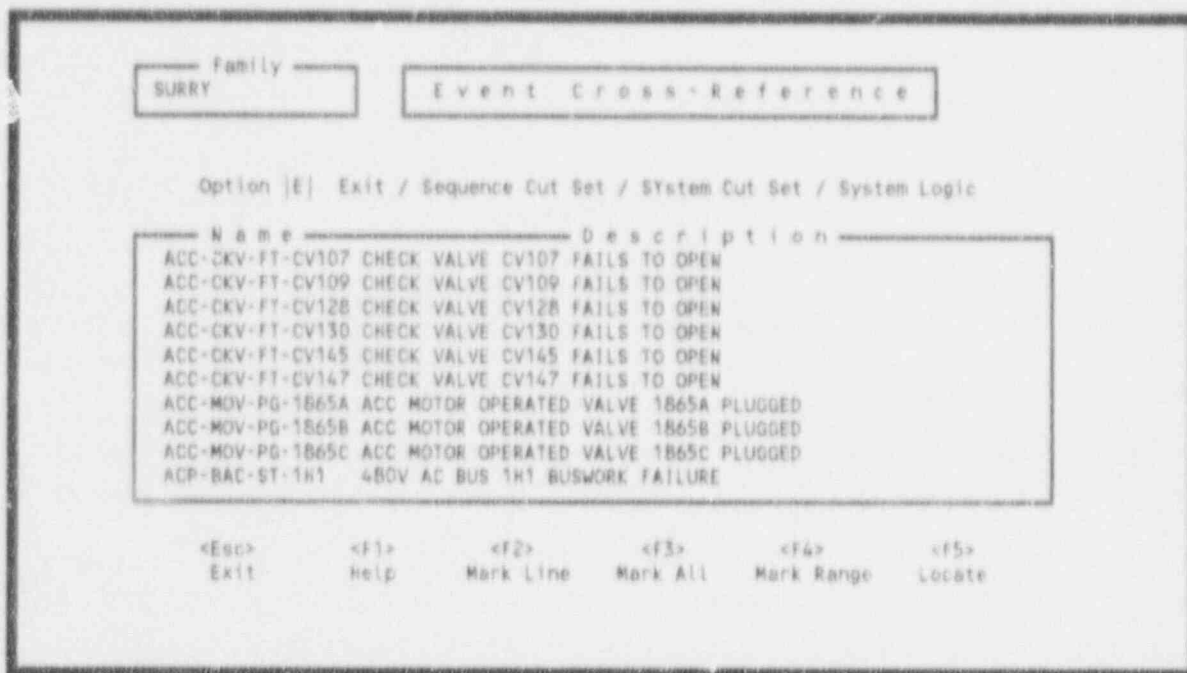 Family
SURRY
Event Cross-Reference
Option |E| Exit / Sequence Cut Set / SYstem Cut Set / System Logic
Name Description
ACC-CKV-FT-CV107 CHECK VALVE CV107 FAILS TO OPEN
ACC-CKV-FT-CV109 CHECK VALVE CV109 FAILS TO OPEN
ACC-CKV-FT-CV128 CHECK VALVE CV128 FAILS TO OPEN
ACC-CKV-FT-CV130 CHECK VALVE CV130 FAILS TO OPEN
ACC-CKV-FT-CV145 CHECK VALVE CV145 FAILS TO OPEN
ACC-CKV-FT-CV147 CHECK VALVE CV147 FAILS TO OPEN
ACC-MOV-PG-1865A ACC MOTOR OPERATED VALVE 1865A PLUGGED
ACC-MOV-PG-1865B ACC MOTOR OPERATED VALVE 1865B PLUGGED
ACC-MOV-PG-1865C ACC MOTOR OPERATED VALVE 1865C PLUGGED
ACP-BAC-ST-1H1 480V AC BUS 1H1 BUSWORK FAILURE
<Esc> <F1> <F2> <F3> <F4> <F5>
Exit Help Mark Line Mark All Mark Range Locate